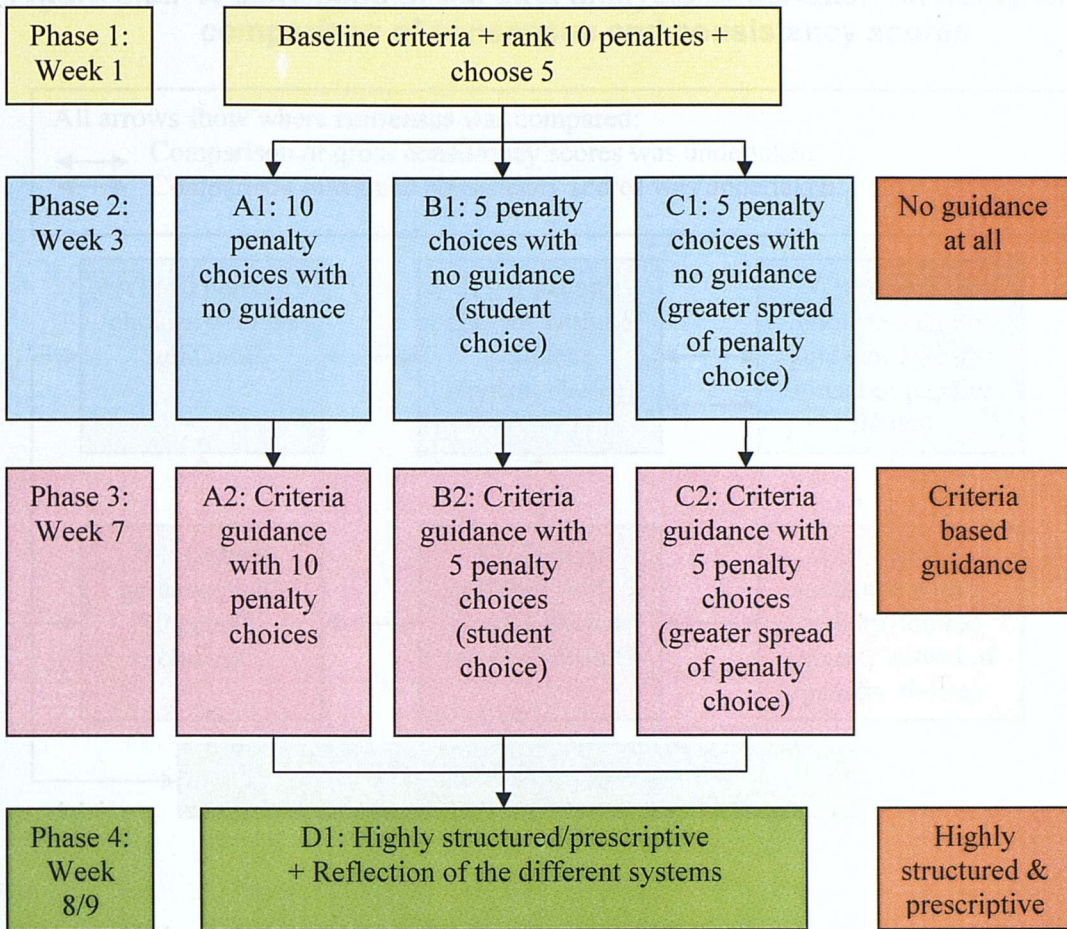 Phase 1:
Week 1
Baseline criteria + rank 10 penalties +
choose 5
Phase 2:
Week 3
A1: 10
penalty
choices with
no guidance
B1: 5 penalty
choices with
no guidance
(student
choice)
C1: 5 penalty
choices with
no guidance
(greater spread
of penalty
choice)
No guidance
at all
Phase 3:
Week 7
A2: Criteria
guidance
with 10
penalty
choices
B2: Criteria
guidance with
5 penalty
choices
(student
choice)
C2: Criteria
guidance with
5 penalty
choices
(greater spread
of penalty
choice)
Criteria
based
guidance
Phase 4:
Week
8/9
D1: Highly structured/prescriptive
+ Reflection of the different systems
Highly
structured &
prescriptive